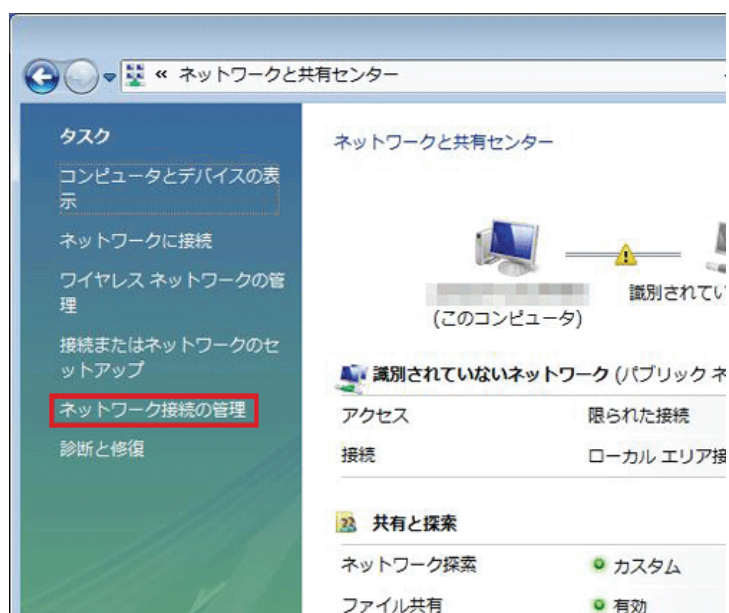 « ネットワークと共有センター
タスク
コンピュータとデバイスの表
示
ネットワークに接続
ワイヤレス ネットワークの管
理
接続またはネットワークのセ
ットアップ
ネットワーク接続の管理
診断と修復
ネットワークと共有センター
識別されてい
(このコンピュータ)
識別されていないネットワーク (パブリック ネ
アクセス 限られた接続
接続 ローカル エリア接
共有と探索
ネットワーク探索 カスタム
ファイル共有 有効